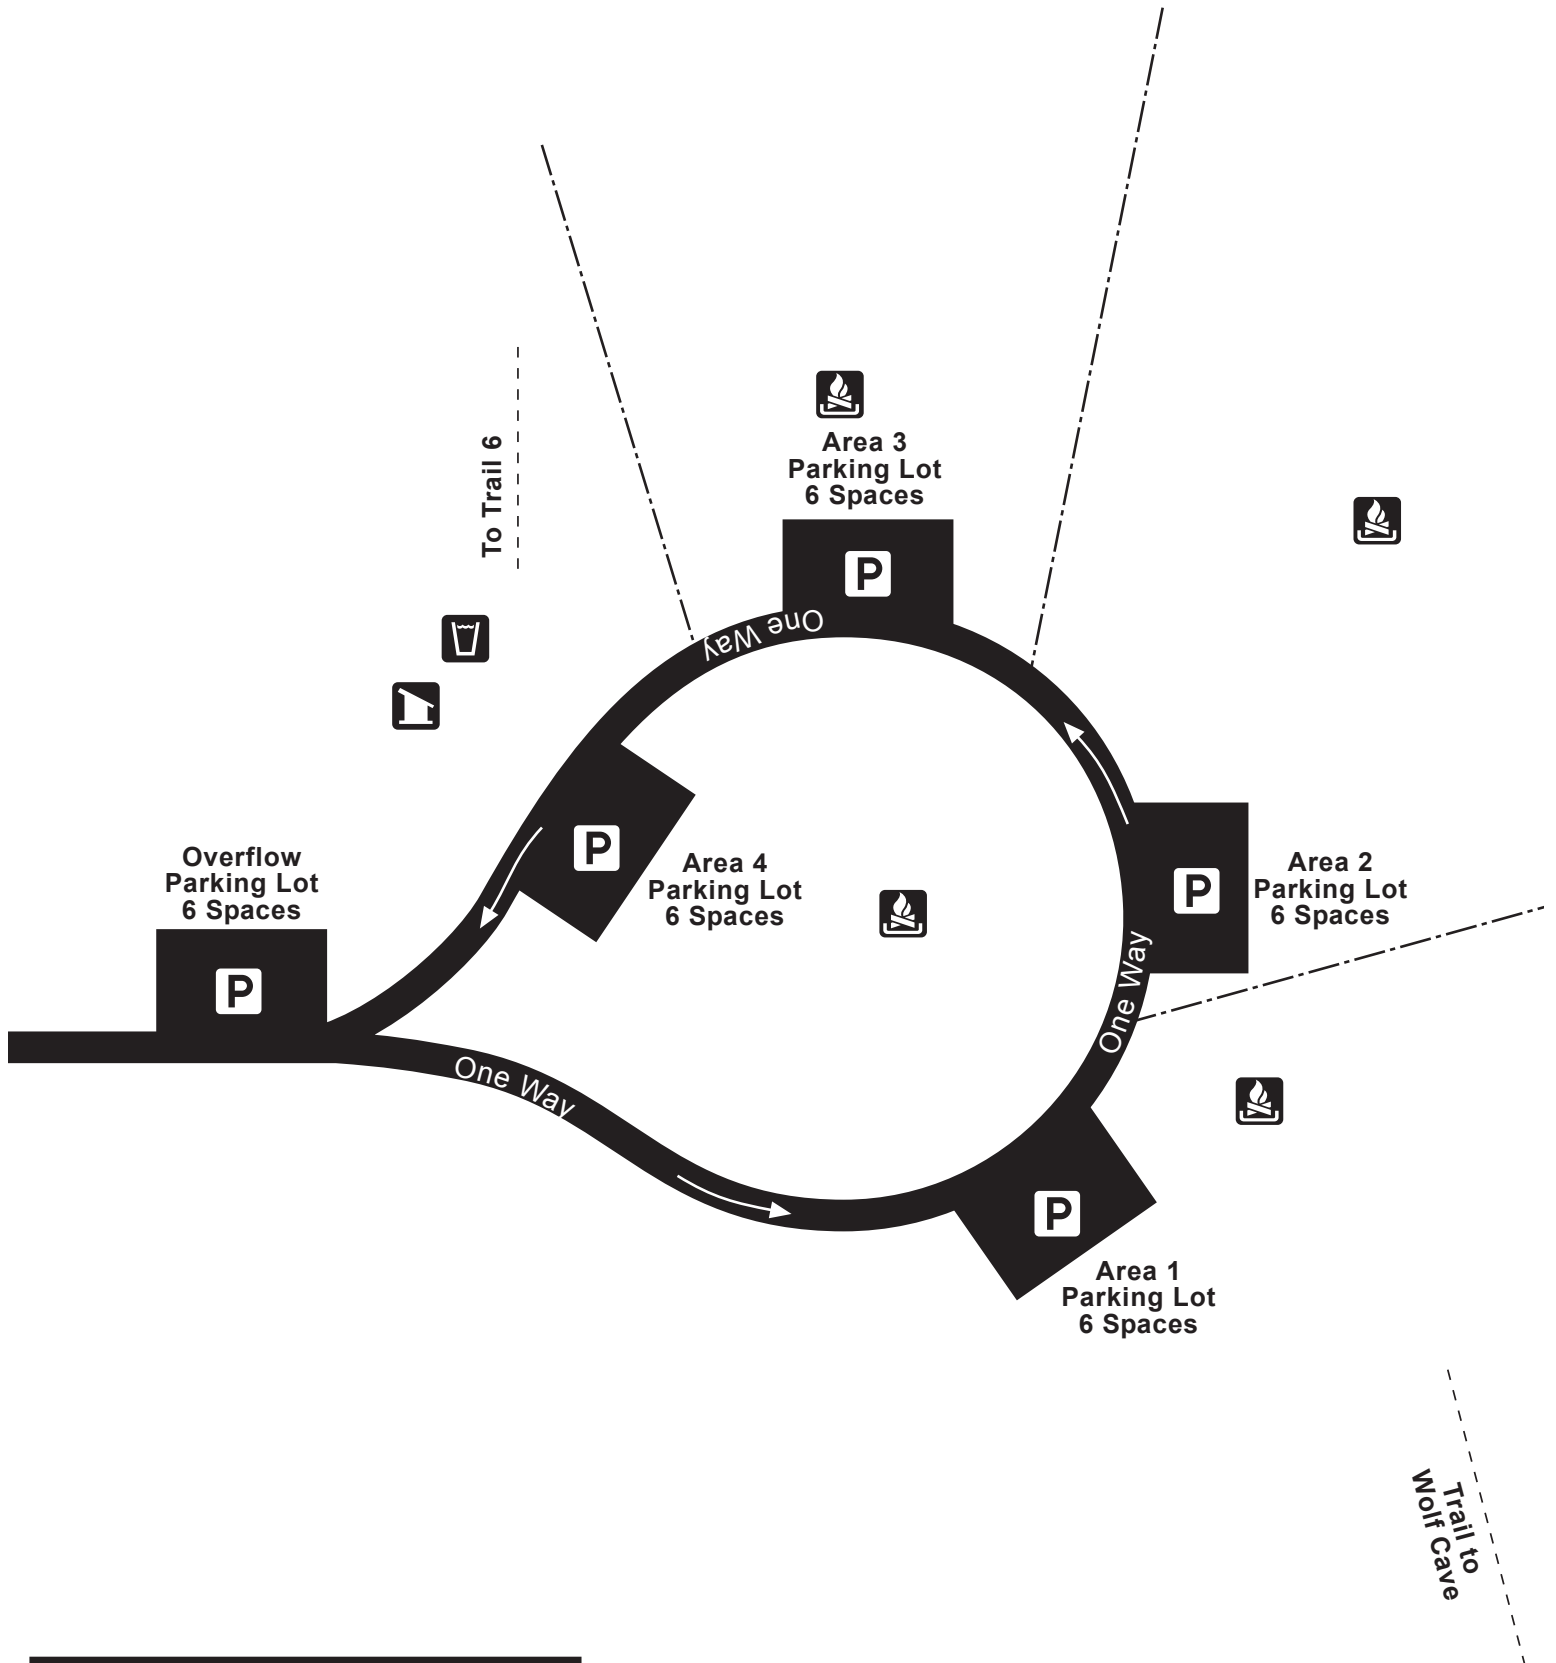 To Trail 6
Area 3
Parking Lot
6 Spaces
P
One Way
P
Area 4
Parking Lot
6 Spaces
Overflow
Parking Lot
6 Spaces
P
P
Area 2
Parking Lot
6 Spaces
One Way
One Way
P
Area 1
Parking Lot
6 Spaces
Trail to
Wolf Cave